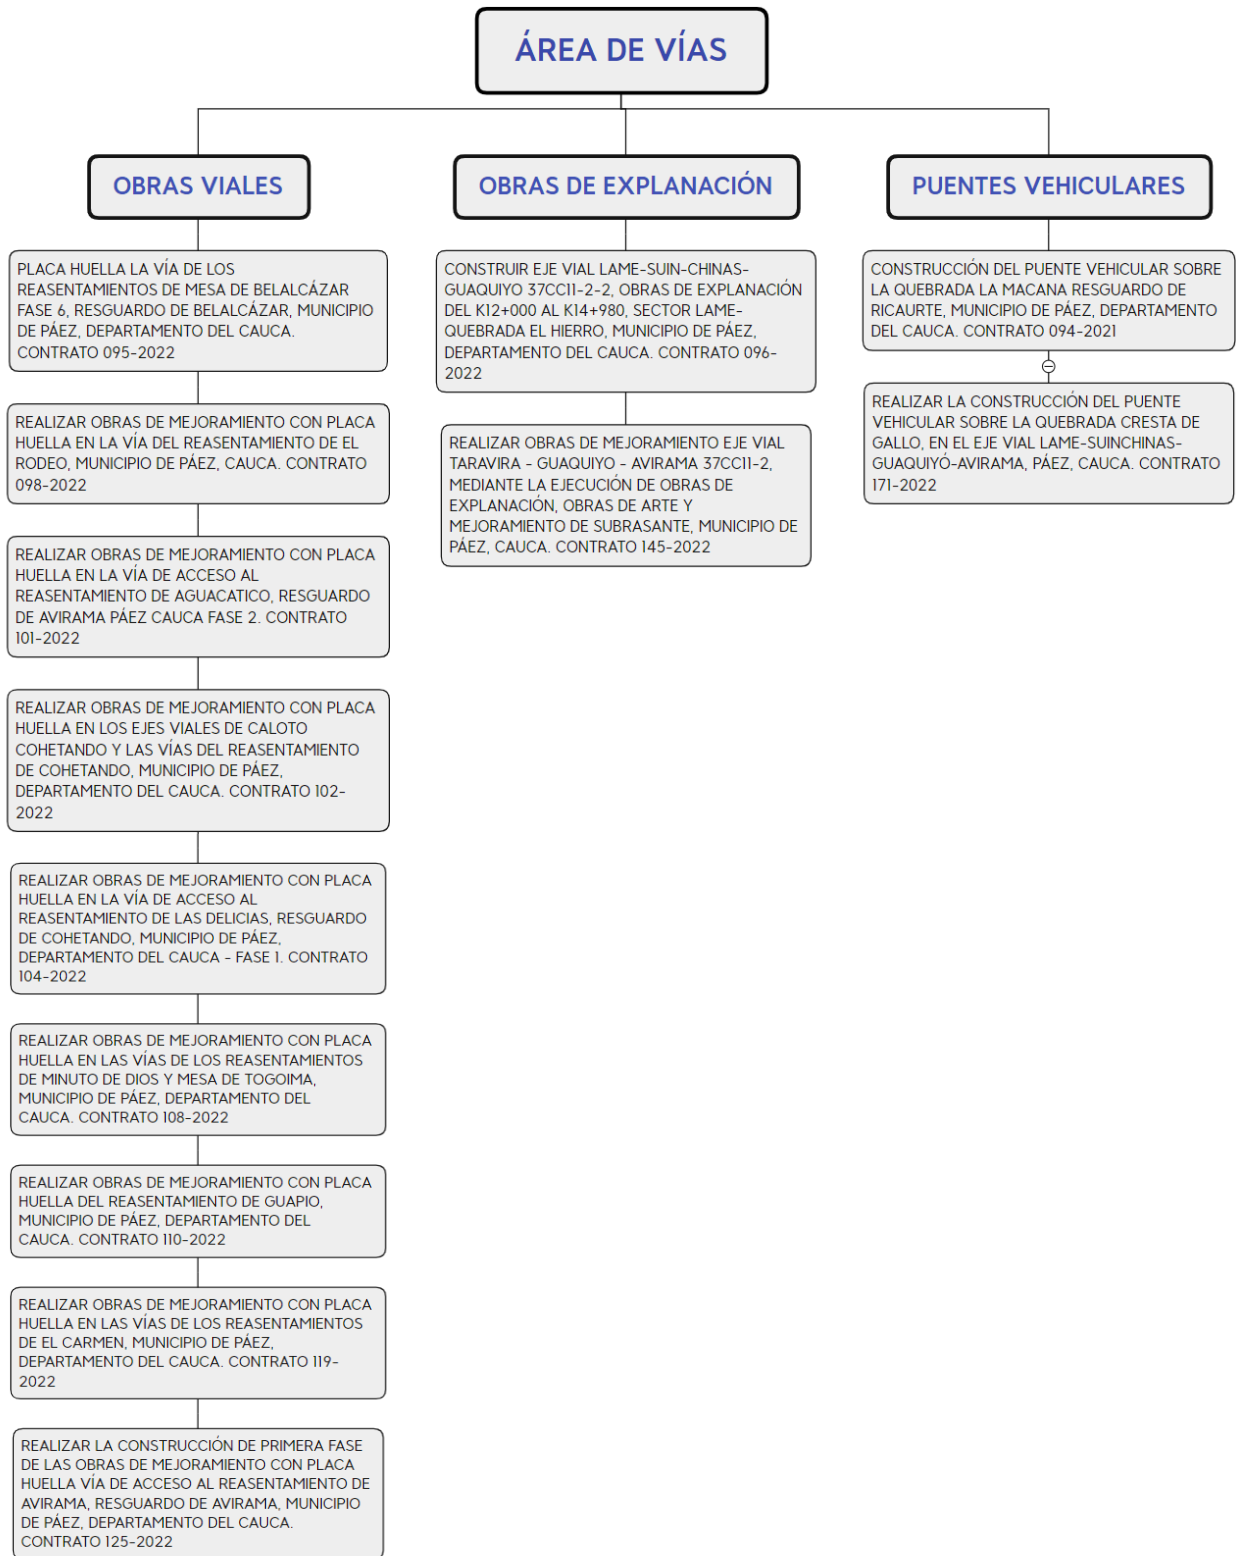 ÁREA DE VÍAS
OBRAS VIALES
PLACA HUELLA LA VÍA DE LOS
REASENTAMIENTOS DE MESA DE BELALCÁZAR
FASE 6, RESGUARDO DE BELALCÁZAR, MUNICIPIO
DE PÁEZ, DEPARTAMENTO DEL CAUCA.
CONTRATO 095-2022
REALIZAR OBRAS DE MEJORAMIENTO CON PLACA
HUELLA EN LA VÍA DEL REASENTAMIENTO DE EL
RODEO, MUNICIPIO DE PÁEZ, CAUCA. CONTRATO
098-2022
REALIZAR OBRAS DE MEJORAMIENTO CON PLACA
HUELLA EN LA VÍA DE ACCESO AL
REASENTAMIENTO DE AGUACATICO, RESGUARDO
DE AVIRAMA PÁEZ CAUCA FASE 2. CONTRATO
101-2022
REALIZAR OBRAS DE MEJORAMIENTO CON PLACA
HUELLA EN LOS EJES VIALES DE CALOTO
COHETANDO Y LAS VÍAS DEL REASENTAMIENTO
DE COHETANDO, MUNICIPIO DE PÁEZ,
DEPARTAMENTO DEL CAUCA. CONTRATO 102-
2022
REALIZAR OBRAS DE MEJORAMIENTO CON PLACA
HUELLA EN LA VÍA DE ACCESO AL
REASENTAMIENTO DE LAS DELICIAS, RESGUARDO
DE COHETANDO, MUNICIPIO DE PÁEZ,
DEPARTAMENTO DEL CAUCA - FASE 1. CONTRATO
104-2022
REALIZAR OBRAS DE MEJORAMIENTO CON PLACA
HUELLA EN LAS VÍAS DE LOS REASENTAMIENTOS
DE MINUTO DE DIOS Y MESA DE TOGOIMA,
MUNICIPIO DE PÁEZ, DEPARTAMENTO DEL
CAUCA. CONTRATO 108-2022
REALIZAR OBRAS DE MEJORAMIENTO CON PLACA
HUELLA DEL REASENTAMIENTO DE GUAPIO,
MUNICIPIO DE PÁEZ, DEPARTAMENTO DEL
CAUCA. CONTRATO 110-2022
REALIZAR OBRAS DE MEJORAMIENTO CON PLACA
HUELLA EN LAS VÍAS DE LOS REASENTAMIENTOS
DE EL CARMEN, MUNICIPIO DE PÁEZ,
DEPARTAMENTO DEL CAUCA. CONTRATO 119-
2022
REALIZAR LA CONSTRUCCIÓN DE PRIMERA FASE
DE LAS OBRAS DE MEJORAMIENTO CON PLACA
HUELLA VÍA DE ACCESO AL REASENTAMIENTO DE
AVIRAMA, RESGUARDO DE AVIRAMA, MUNICIPIO
DE PÁEZ, DEPARTAMENTO DEL CAUCA.
CONTRATO 125-2022
OBRAS DE EXPLANACIÓN
CONSTRUIR EJE VIAL LAME-SUIN-CHINAS-
GUAQUIYO 37CC11-2-2, OBRAS DE EXPLANACIÓN
DEL K12+000 AL K14+980, SECTOR LAME-
QUEBRADA EL HIERRO, MUNICIPIO DE PÁEZ,
DEPARTAMENTO DEL CAUCA. CONTRATO 096-
2022
REALIZAR OBRAS DE MEJORAMIENTO EJE VIAL
TARAVIRA - GUAQUIYO - AVIRAMA 37CC11-2,
MEDIANTE LA EJECUCIÓN DE OBRAS DE
EXPLANACIÓN, OBRAS DE ARTE Y
MEJORAMIENTO DE SUBRASANTE, MUNICIPIO DE
PÁEZ, CAUCA. CONTRATO 145-2022
PUENTES VEHICULARES
CONSTRUCCIÓN DEL PUENTE VEHICULAR SOBRE
LA QUEBRADA LA MACANA RESGUARDO DE
RICAURTE, MUNICIPIO DE PÁEZ, DEPARTAMENTO
DEL CAUCA. CONTRATO 094-2021
REALIZAR LA CONSTRUCCIÓN DEL PUENTE
VEHICULAR SOBRE LA QUEBRADA CRESTA DE
GALLO, EN EL EJE VIAL LAME-SUINCHINAS-
GUAQUIYÓ-AVIRAMA, PÁEZ, CAUCA. CONTRATO
171-2022